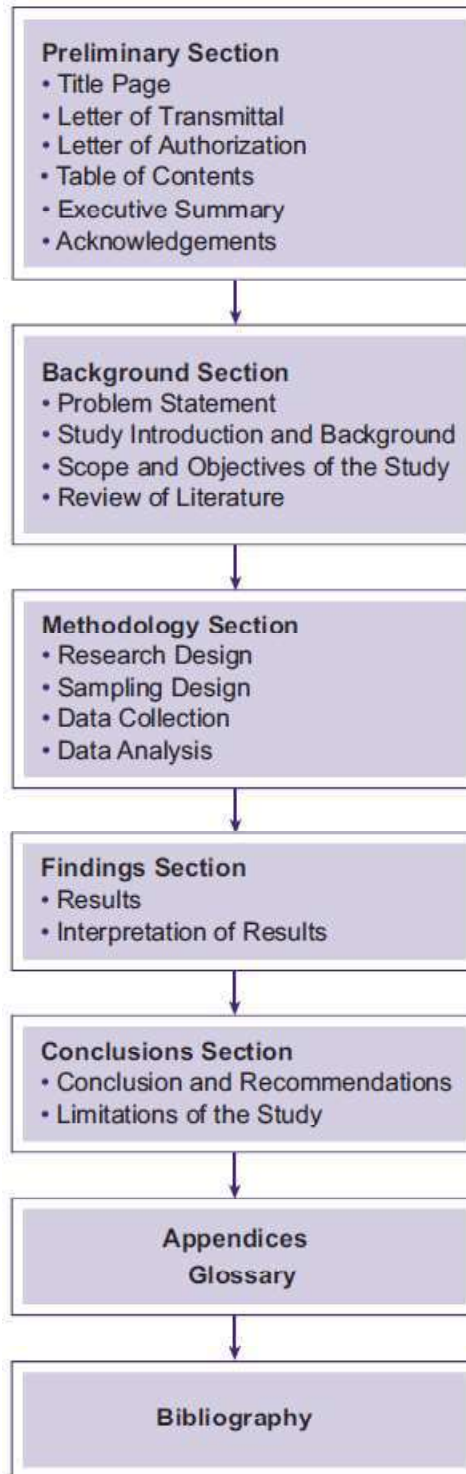 Preliminary Section
• Title Page
• Letter of Transmittal
• Letter of Authorization
• Table of Contents
• Executive Summary
• Acknowledgements
Background Section
• Problem Statement
• Study Introduction and Background
• Scope and Objectives of the Study
• Review of Literature
Methodology Section
• Research Design
• Sampling Design
• Data Collection
• Data Analysis
Findings Section
• Results
• Interpretation of Results
Conclusions Section
• Conclusion and Recommendations
• Limitations of the Study
Appendices
Glossary
Bibliography